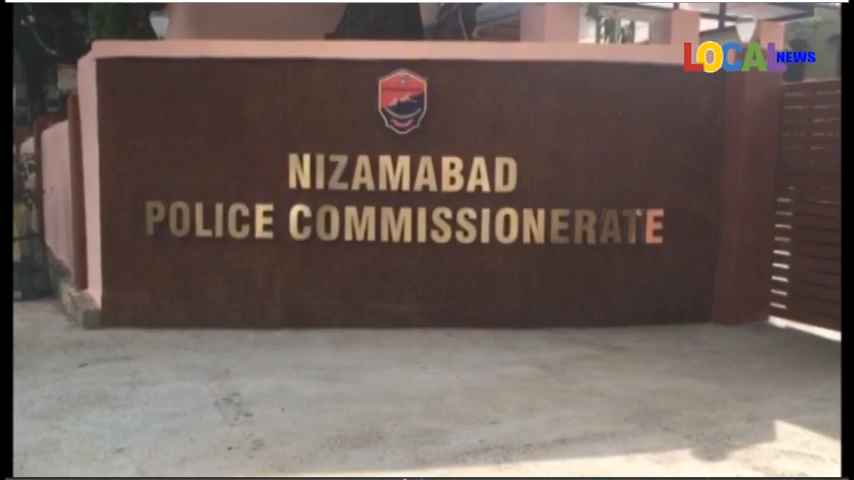 LOCAL NEWS
NIZAMABAD
POLICE COMMISSIONERATE